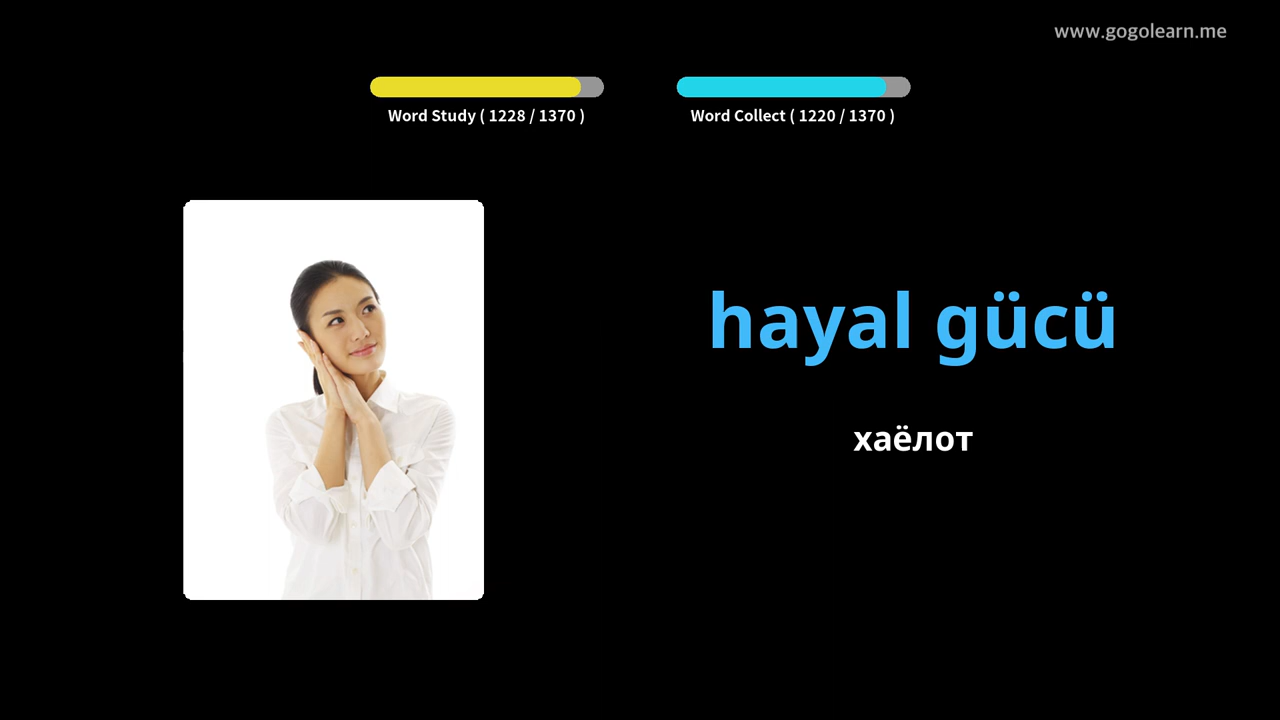 www.gogolearn.me
Word Study ( 1228 / 1370 )
Word Collect ( 1220 / 1370 )
hayal gücü
хаёлот